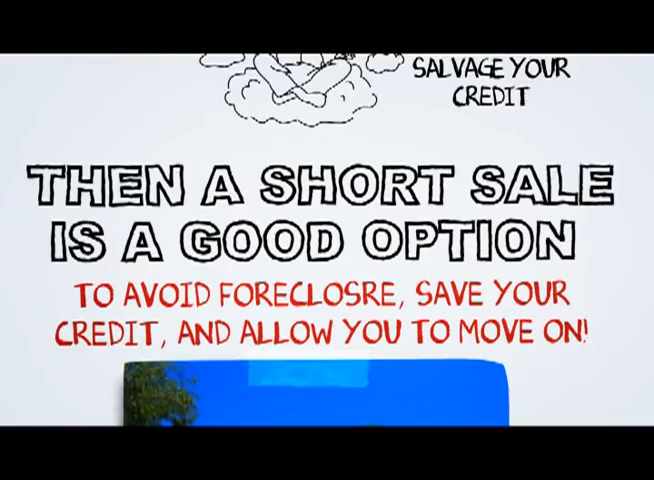 SALVAGE YOUR
CREDIT
THEN A SHORT SALE
IS A GOOD OPTION
TO AVOID FORECLOSRE, SAVE YOUR
CREDIT, AND ALLOW YOU TO MOVE ON!